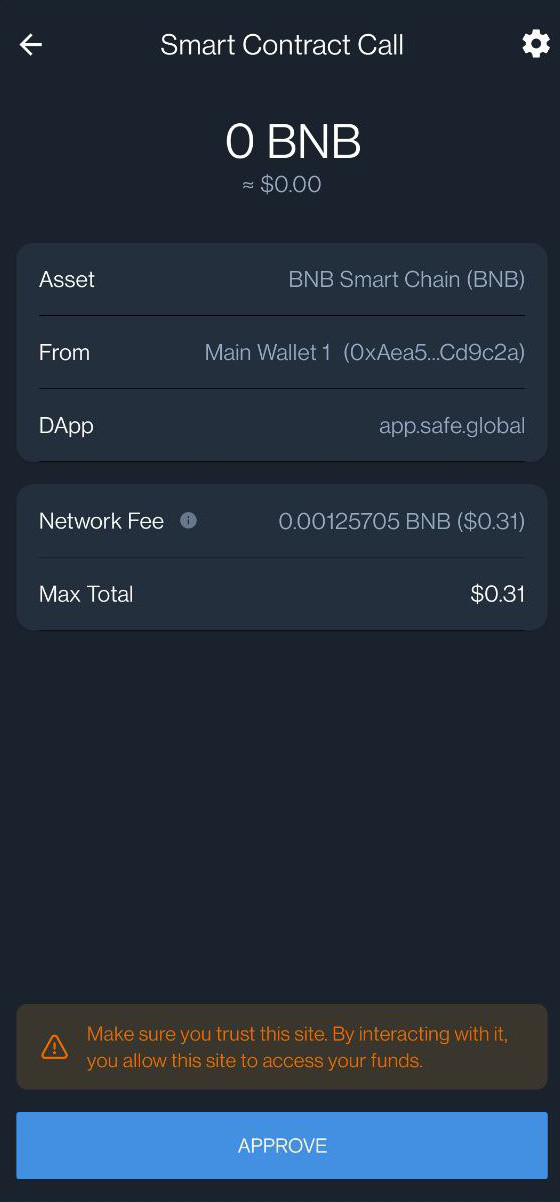 Smart Contract Call
0 BNB
≈ $0.00
Asset BNB Smart Chain (BNB)
From Main Wallet 1 (0xAea5...Cd9c2a)
DApp app.safe.global
Network Fee 0.00125705 BNB ($0.31)
Max Total $0.31
Make sure you trust this site. By interacting with it,
you allow this site to access your funds.
APPROVE